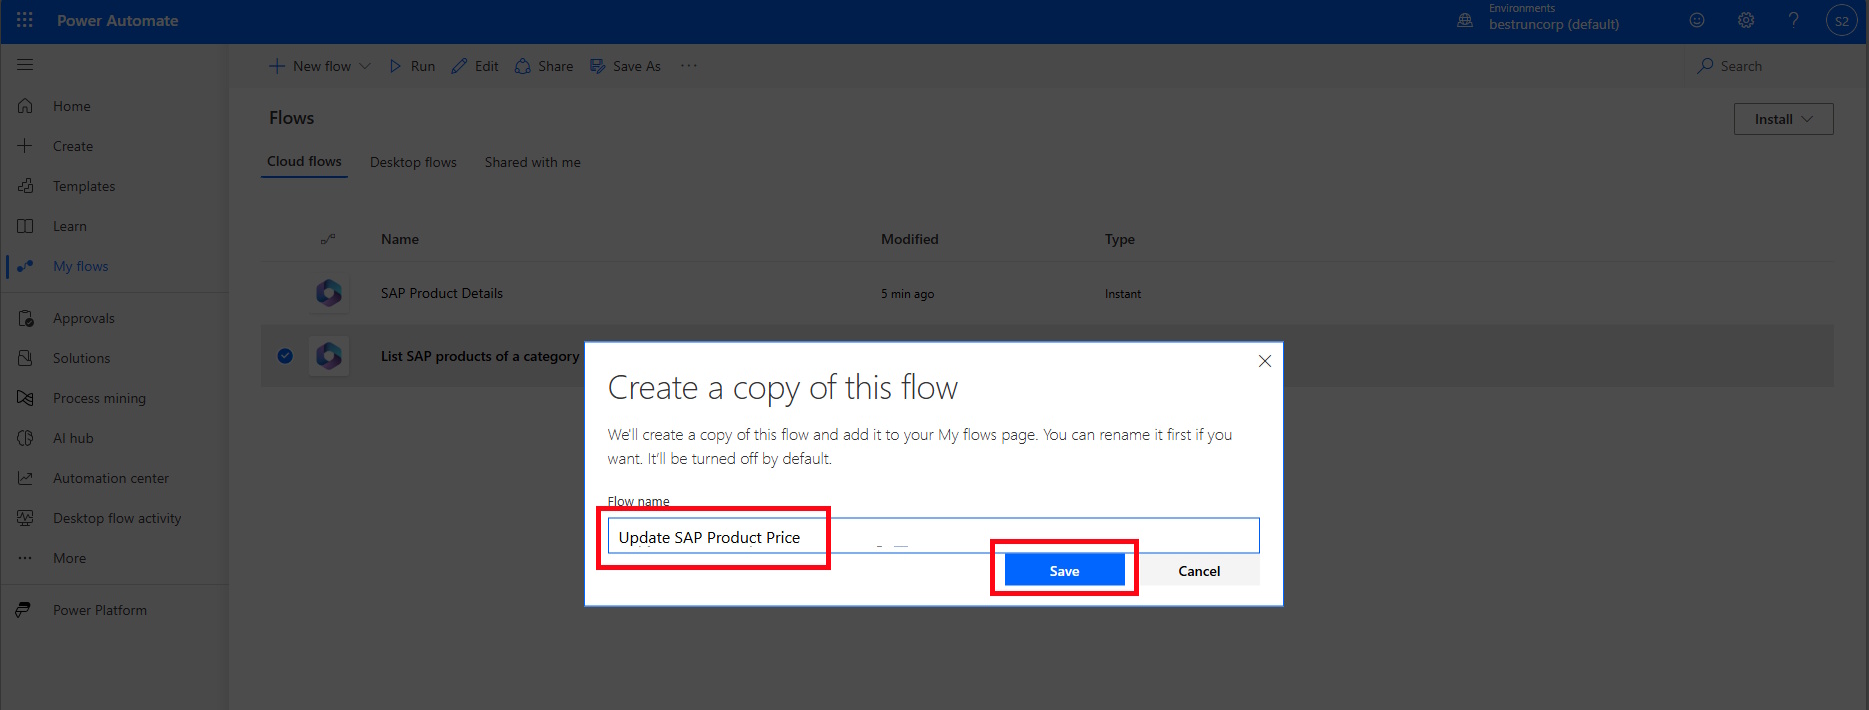 Power Automate
Environments
bestruncorp (default)
S2
New flow
Run
Edit
Share
Save As
Search
Home
Create
Templates
Learn
My flows
Approvals
Solutions
Process mining
AI hub
Automation center
Desktop flow activity
More
Power Platform
Flows
Install
Cloud flows
Desktop flows
Shared with me
Name
Modified
Type
SAP Product Details
5 min ago
Instant
List SAP products of a category
Create a copy of this flow
We'll create a copy of this flow and add it to your My flows page. You can rename it first if you
want. It'll be turned off by default.
Flow name
Update SAP Product Price
Save
Cancel